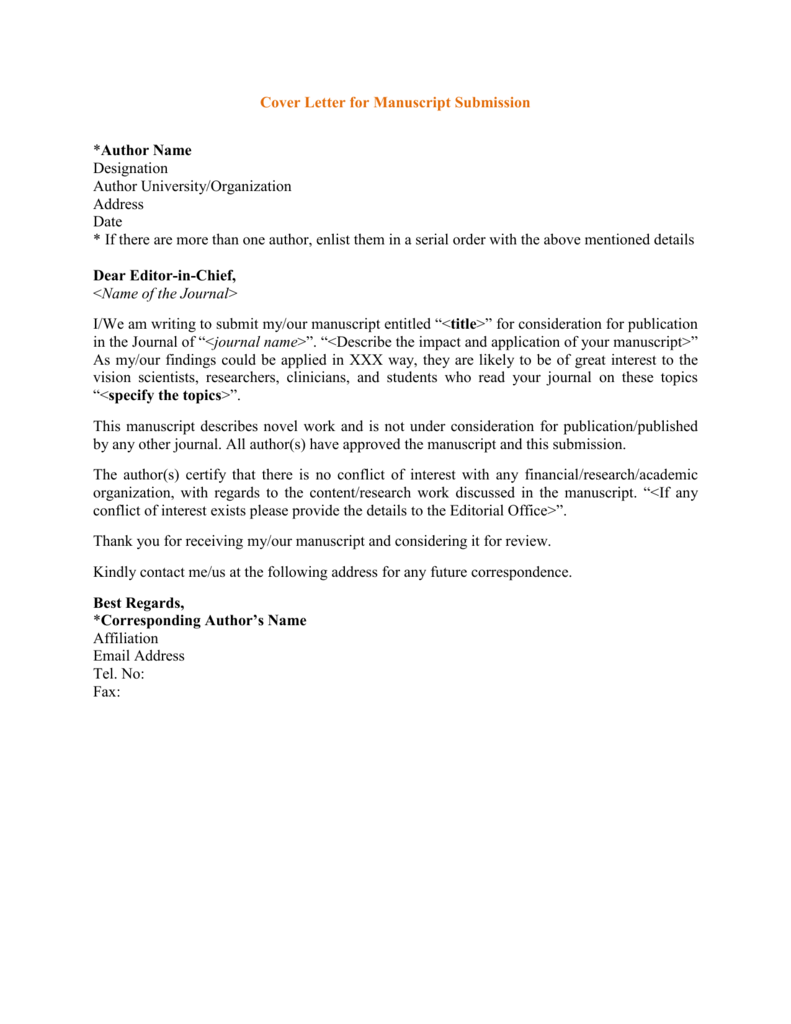 Cover Letter for Manuscript Submission
*Author Name
Designation
Author University/Organization
Address
Date
* If there are more than one author, enlist them in a serial order with the above mentioned details
Dear Editor-in-Chief,
<Name of the Journal>
I/We am writing to submit my/our manuscript entitled “<title>” for consideration for publication
in the Journal of “<journal name>”. “<Describe the impact and application of your manuscript>”
As my/our findings could be applied in XXX way, they are likely to be of great interest to the
vision scientists, researchers, clinicians, and students who read your journal on these topics
“<specify the topics>”.
This manuscript describes novel work and is not under consideration for publication/published
by any other journal. All author(s) have approved the manuscript and this submission.
The author(s) certify that there is no conflict of interest with any financial/research/academic
organization, with regards to the content/research work discussed in the manuscript. “<If any
conflict of interest exists please provide the details to the Editorial Office>”.
Thank you for receiving my/our manuscript and considering it for review.
Kindly contact me/us at the following address for any future correspondence.
Best Regards,
*Corresponding Author’s Name
Affiliation
Email Address
Tel. No:
Fax: